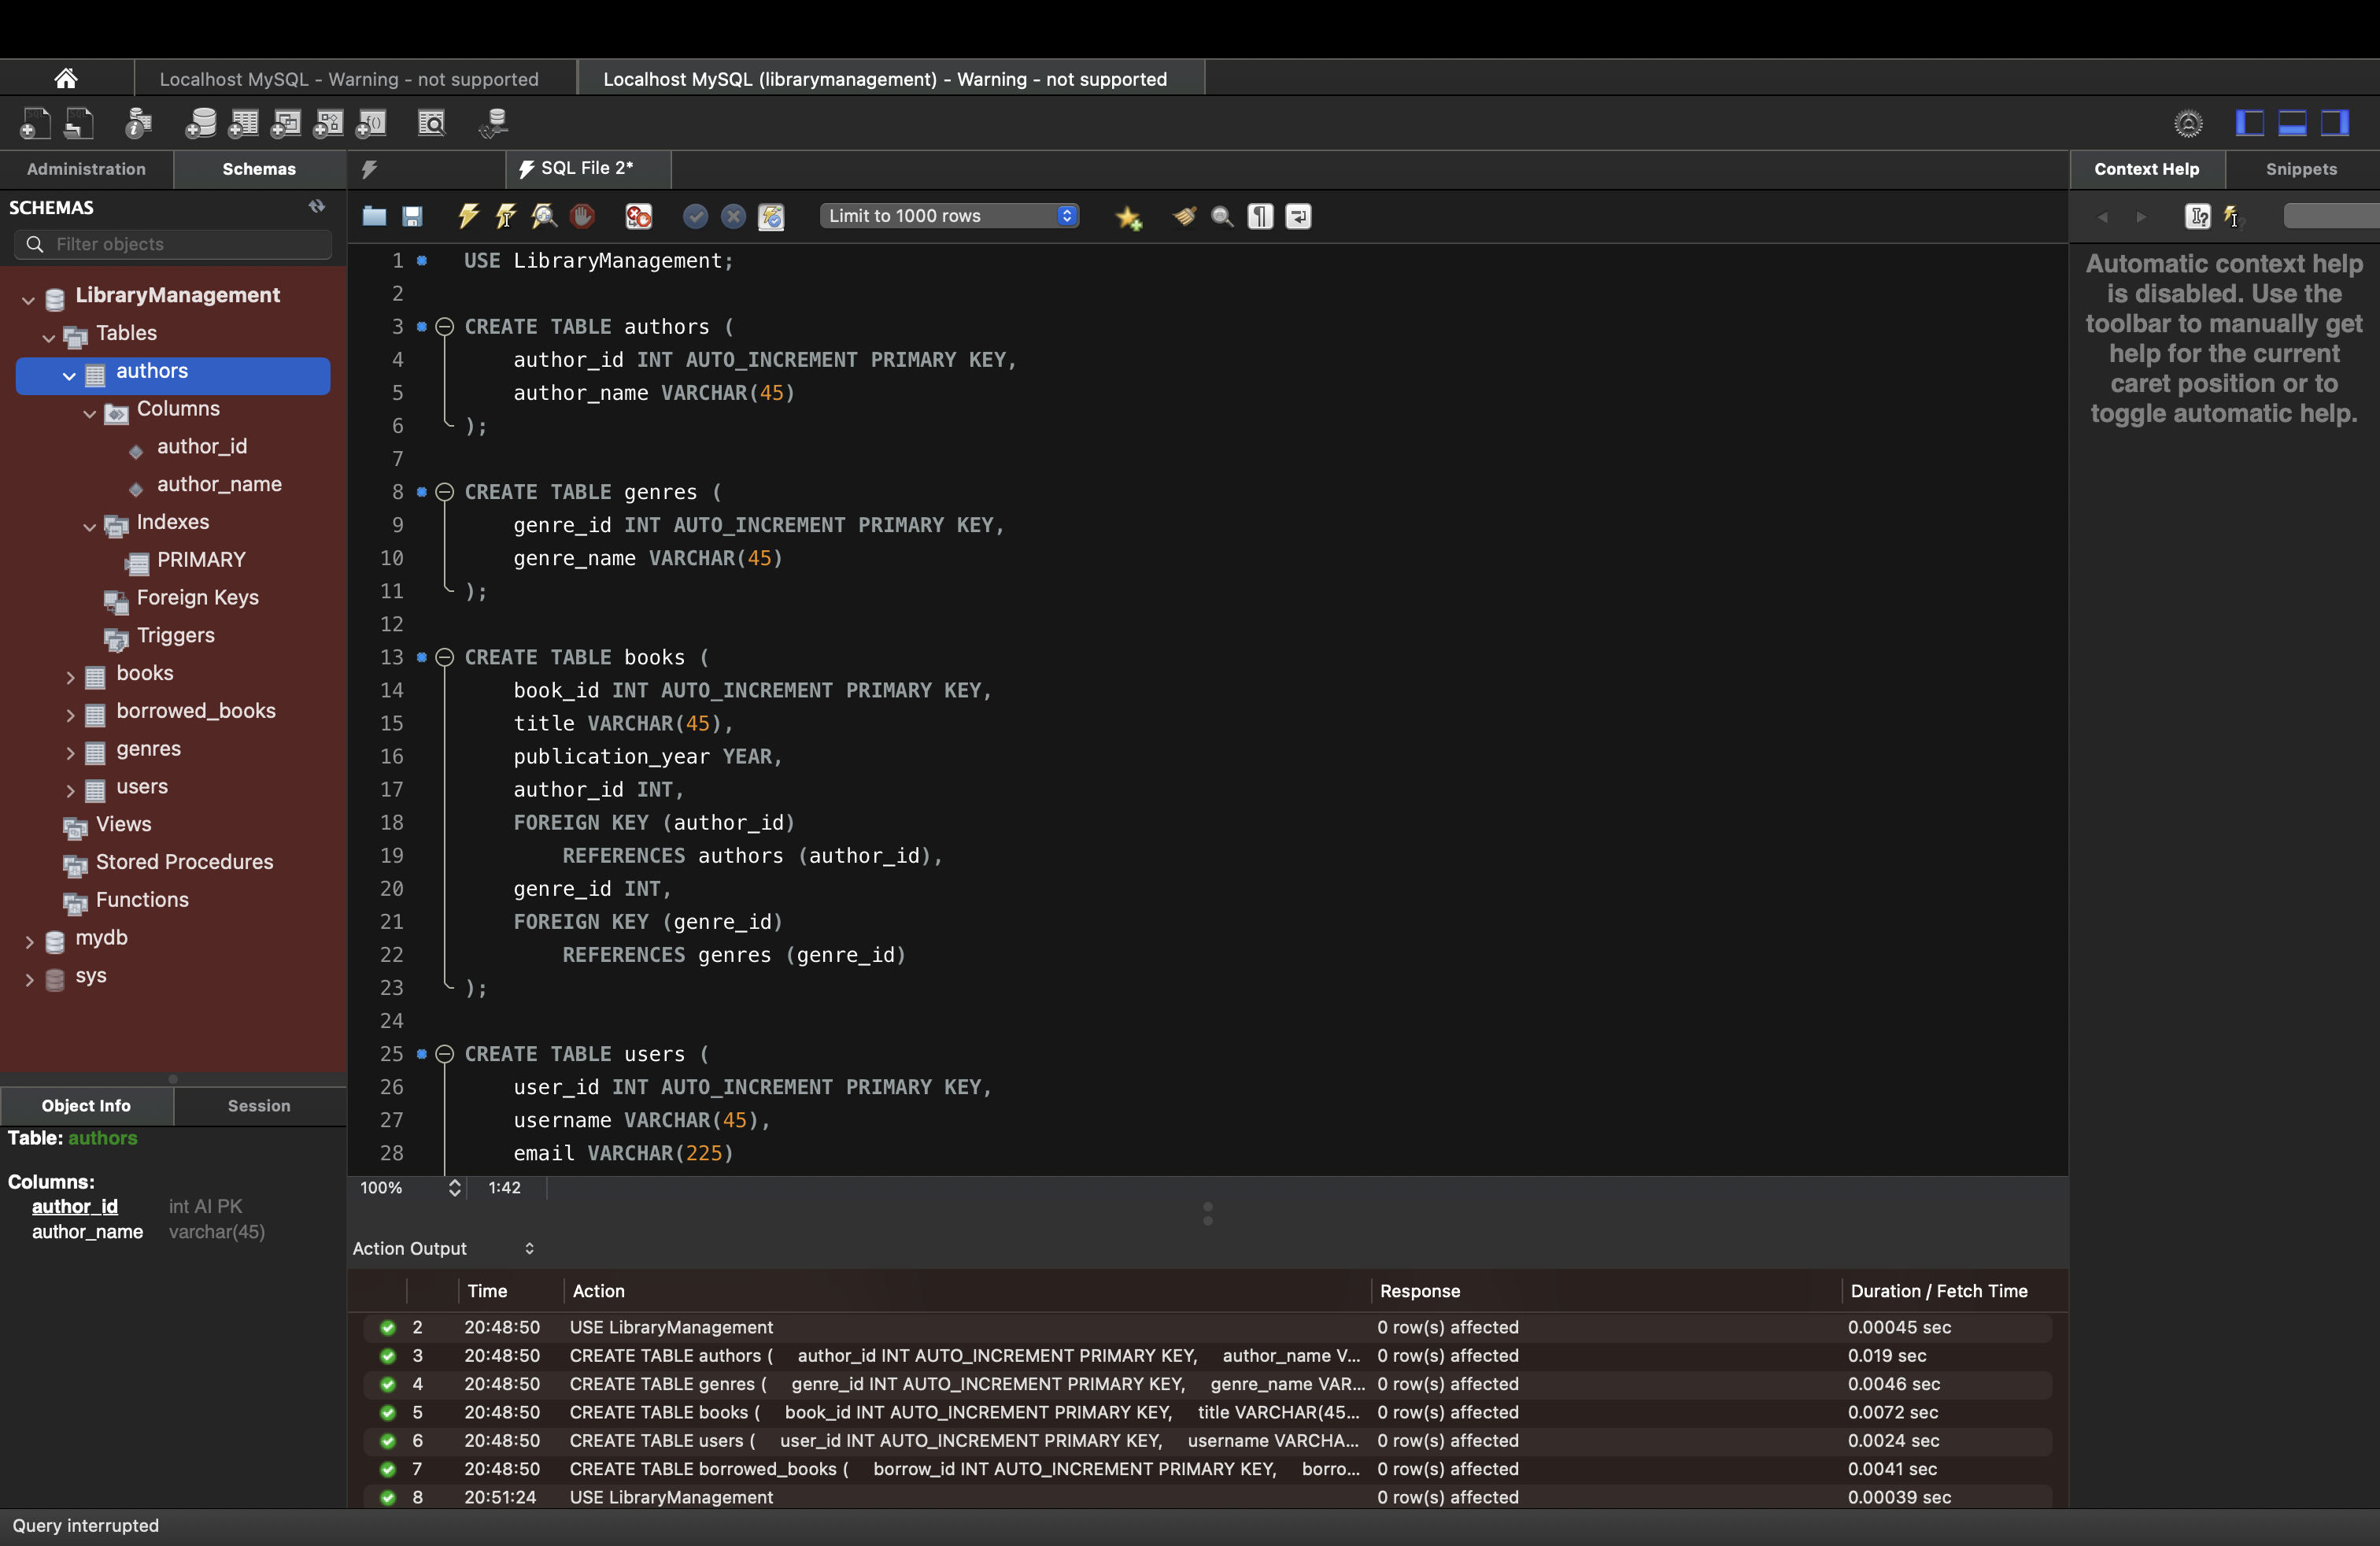 Localhost MySQL - Warning - not supported
Localhost MySQL (librarymanagement) - Warning - not supported
Administration
Schemas
SQL File 2*
Context Help
Snippets
SCHEMAS
Filter objects
Limit to 1000 rows
LibraryManagement
Tables
authors
Columns
author_id
author_name
Indexes
PRIMARY
Foreign Keys
Triggers
books
borrowed_books
genres
users
Views
Stored Procedures
Functions
mydb
sys
1 USE LibraryManagement;
2
3 CREATE TABLE authors (
4 author_id INT AUTO_INCREMENT PRIMARY KEY,
5 author_name VARCHAR(45)
6 );
7
8 CREATE TABLE genres (
9 genre_id INT AUTO_INCREMENT PRIMARY KEY,
10 genre_name VARCHAR(45)
11 );
12
13 CREATE TABLE books (
14 book_id INT AUTO_INCREMENT PRIMARY KEY,
15 title VARCHAR(45),
16 publication_year YEAR,
17 author_id INT,
18 FOREIGN KEY (author_id)
19 REFERENCES authors (author_id),
20 genre_id INT,
21 FOREIGN KEY (genre_id)
22 REFERENCES genres (genre_id)
23 );
24
25 CREATE TABLE users (
26 user_id INT AUTO_INCREMENT PRIMARY KEY,
27 username VARCHAR(45),
28 email VARCHAR(225)
Automatic context help
is disabled. Use the
toolbar to manually get
help for the current
caret position or to
toggle automatic help.
Object Info
Session
Table: authors
Columns:
author_id int AI PK
author_name varchar(45)
100% 1:42
Action Output
Time Action Response Duration / Fetch Time
2 20:48:50 USE LibraryManagement 0 row(s) affected 0.00045 sec
3 20:48:50 CREATE TABLE authors ( author_id INT AUTO_INCREMENT PRIMARY KEY, author_name V... 0 row(s) affected 0.019 sec
4 20:48:50 CREATE TABLE genres ( genre_id INT AUTO_INCREMENT PRIMARY KEY, genre_name VAR... 0 row(s) affected 0.0046 sec
5 20:48:50 CREATE TABLE books ( book_id INT AUTO_INCREMENT PRIMARY KEY, title VARCHAR(45... 0 row(s) affected 0.0072 sec
6 20:48:50 CREATE TABLE users ( user_id INT AUTO_INCREMENT PRIMARY KEY, username VARCHA... 0 row(s) affected 0.0024 sec
7 20:48:50 CREATE TABLE borrowed_books ( borrow_id INT AUTO_INCREMENT PRIMARY KEY, borro... 0 row(s) affected 0.0041 sec
8 20:51:24 USE LibraryManagement 0 row(s) affected 0.00039 sec
Query interrupted